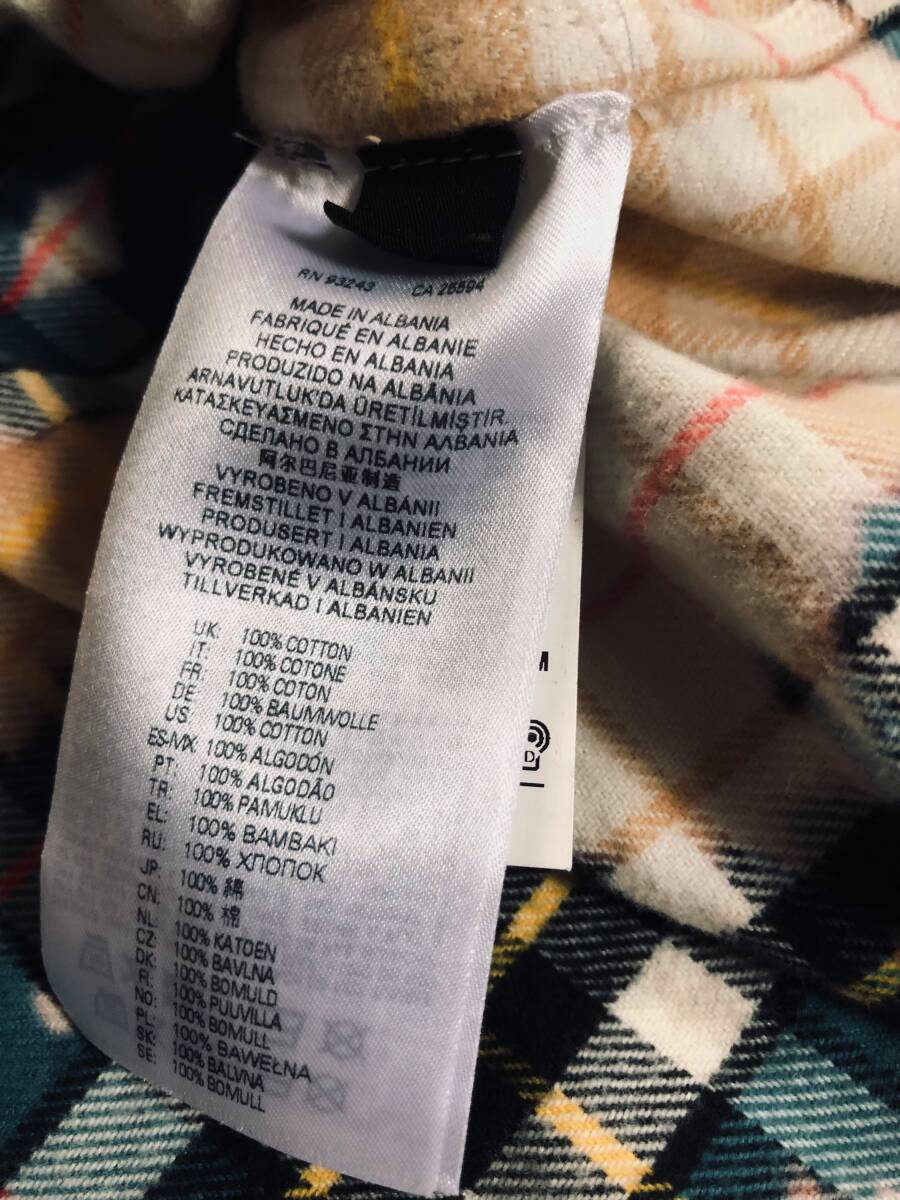 RN 93243 CA 26594
MADE IN ALBANIA
FABRIQUÉ EN ALBANIE
HECHO EN ALBANIA
PRODUZIDO NA ALBÂNIA
ARNAVUTLUK'DA ÜRETİLMİŞTİR
ΚΑΤΑΣΚΕΥΑΣΜΕΝΟ ΣΤΗΝ ΑΛΒΑΝΙΑ
СДЕЛАНО В АЛБАНИИ
阿尔巴尼亚制造
VYROBENO V ALBÁNII
FREMSTILLET I ALBANIEN
PRODUSERT I ALBANIA
WYPRODUKOWANO W ALBANII
VYROBENÉ V ALBÁNSKU
TILLVERKAD I ALBANIEN
UK: 100% COTTON
IT: 100% COTONE
FR: 100% COTON
DE: 100% BAUMWOLLE
US: 100% COTTON
ES-MX: 100% ALGODÓN
PT: 100% ALGODÃO
TR: 100% PAMUKLU
EL: 100% ΒΑΜΒΑΚΙ
RU: 100% ХЛОПОК
JP: 100% 綿
CN: 100% 棉
NL: 100% KATOEN
CZ: 100% BAVLNA
DK: 100% BOMULD
FI: 100% PUUVILLA
NO: 100% BOMULL
PL: 100% BAWEŁNA
SK: 100% BALVNA
SE: 100% BOMULL
M
D